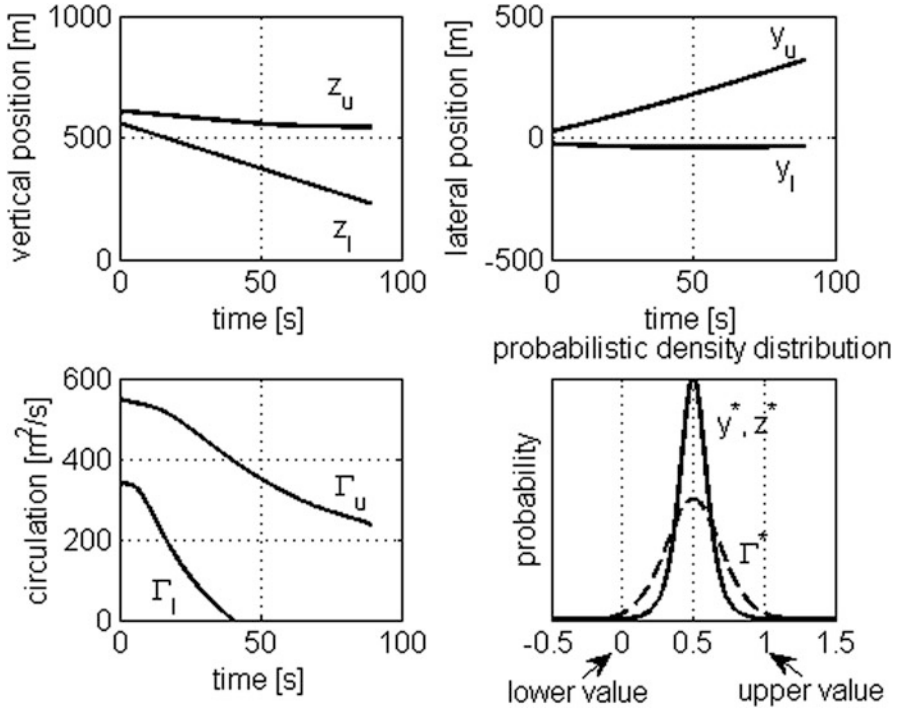 vertical position [m]
1000
500
0
z_u
z_l
0
50
100
time [s]
lateral position [m]
500
0
-500
y_u
y_l
0
50
100
time [s]
circulation [m²/s]
600
400
200
0
Γ_u
Γ_l
0
50
100
time [s]
probabilistic density distribution
probability
y*, z*
Γ*
-0.5
0
0.5
1
1.5
lower value
upper value